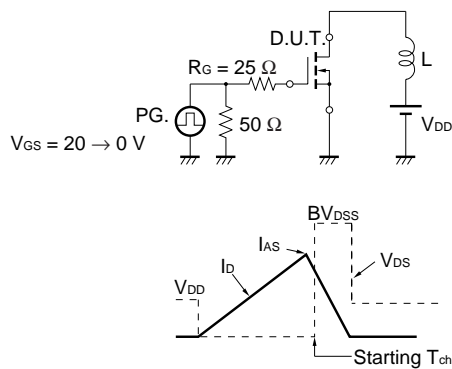 D.U.T.
RG = 25 Ω
L
PG.
50 Ω
VDD
VGS = 20 → 0 V
BVDSS
IAS
ID
VDS
VDD
Starting Tch